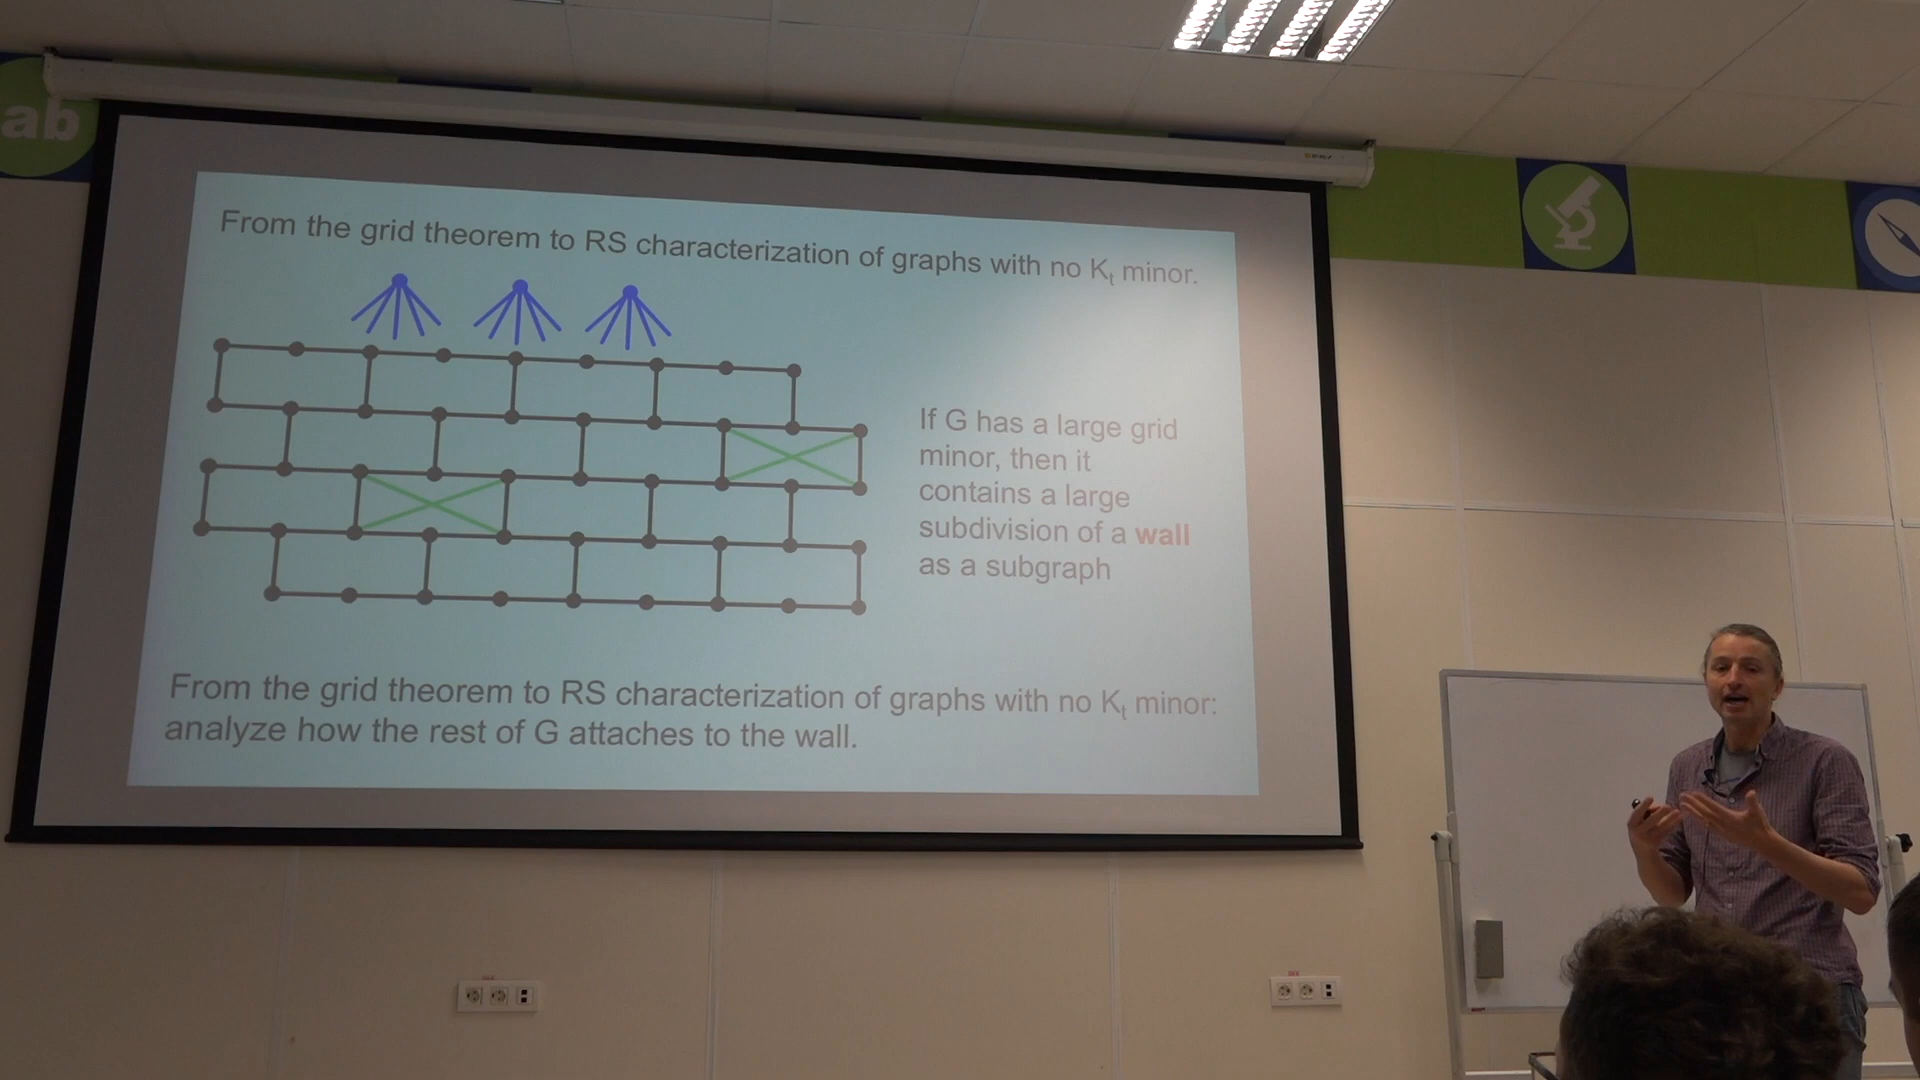 ab
From the grid theorem to RS characterization of graphs with no Kt minor.
If G has a large grid
minor, then it
contains a large
subdivision of a wall
as a subgraph
From the grid theorem to RS characterization of graphs with no Kt minor:
analyze how the rest of G attaches to the wall.